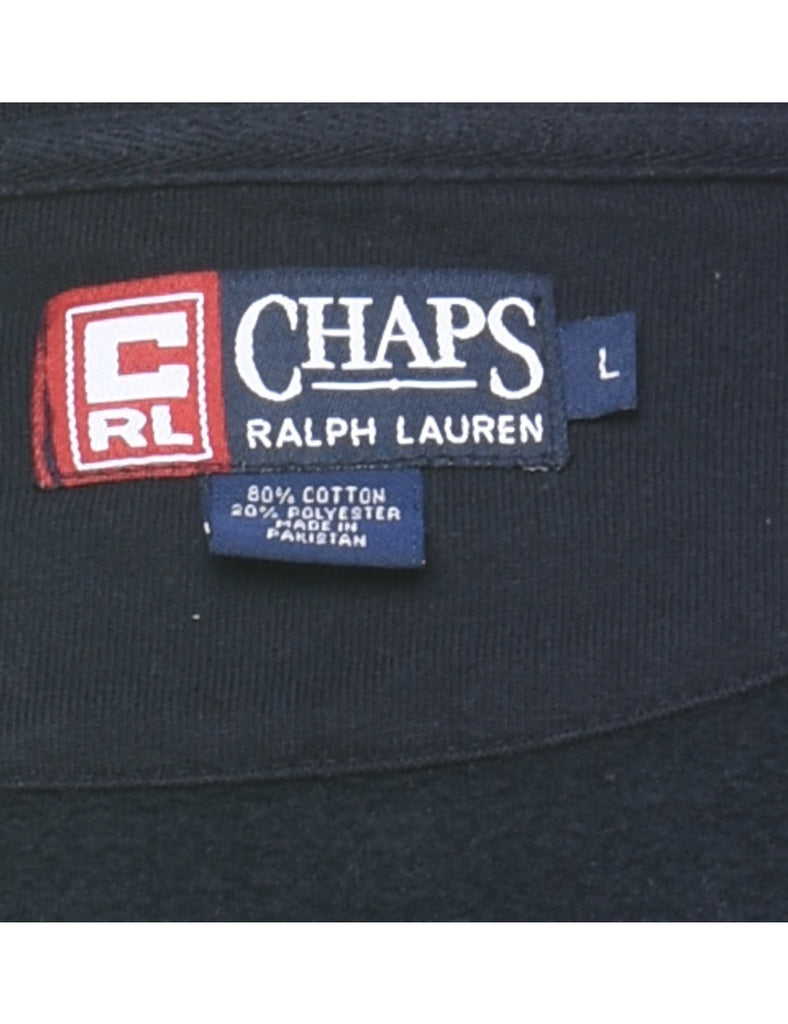 C
RL
CHAPS
RALPH LAUREN
L
80% COTTON
20% POLYESTER
MADE IN
PAKISTAN